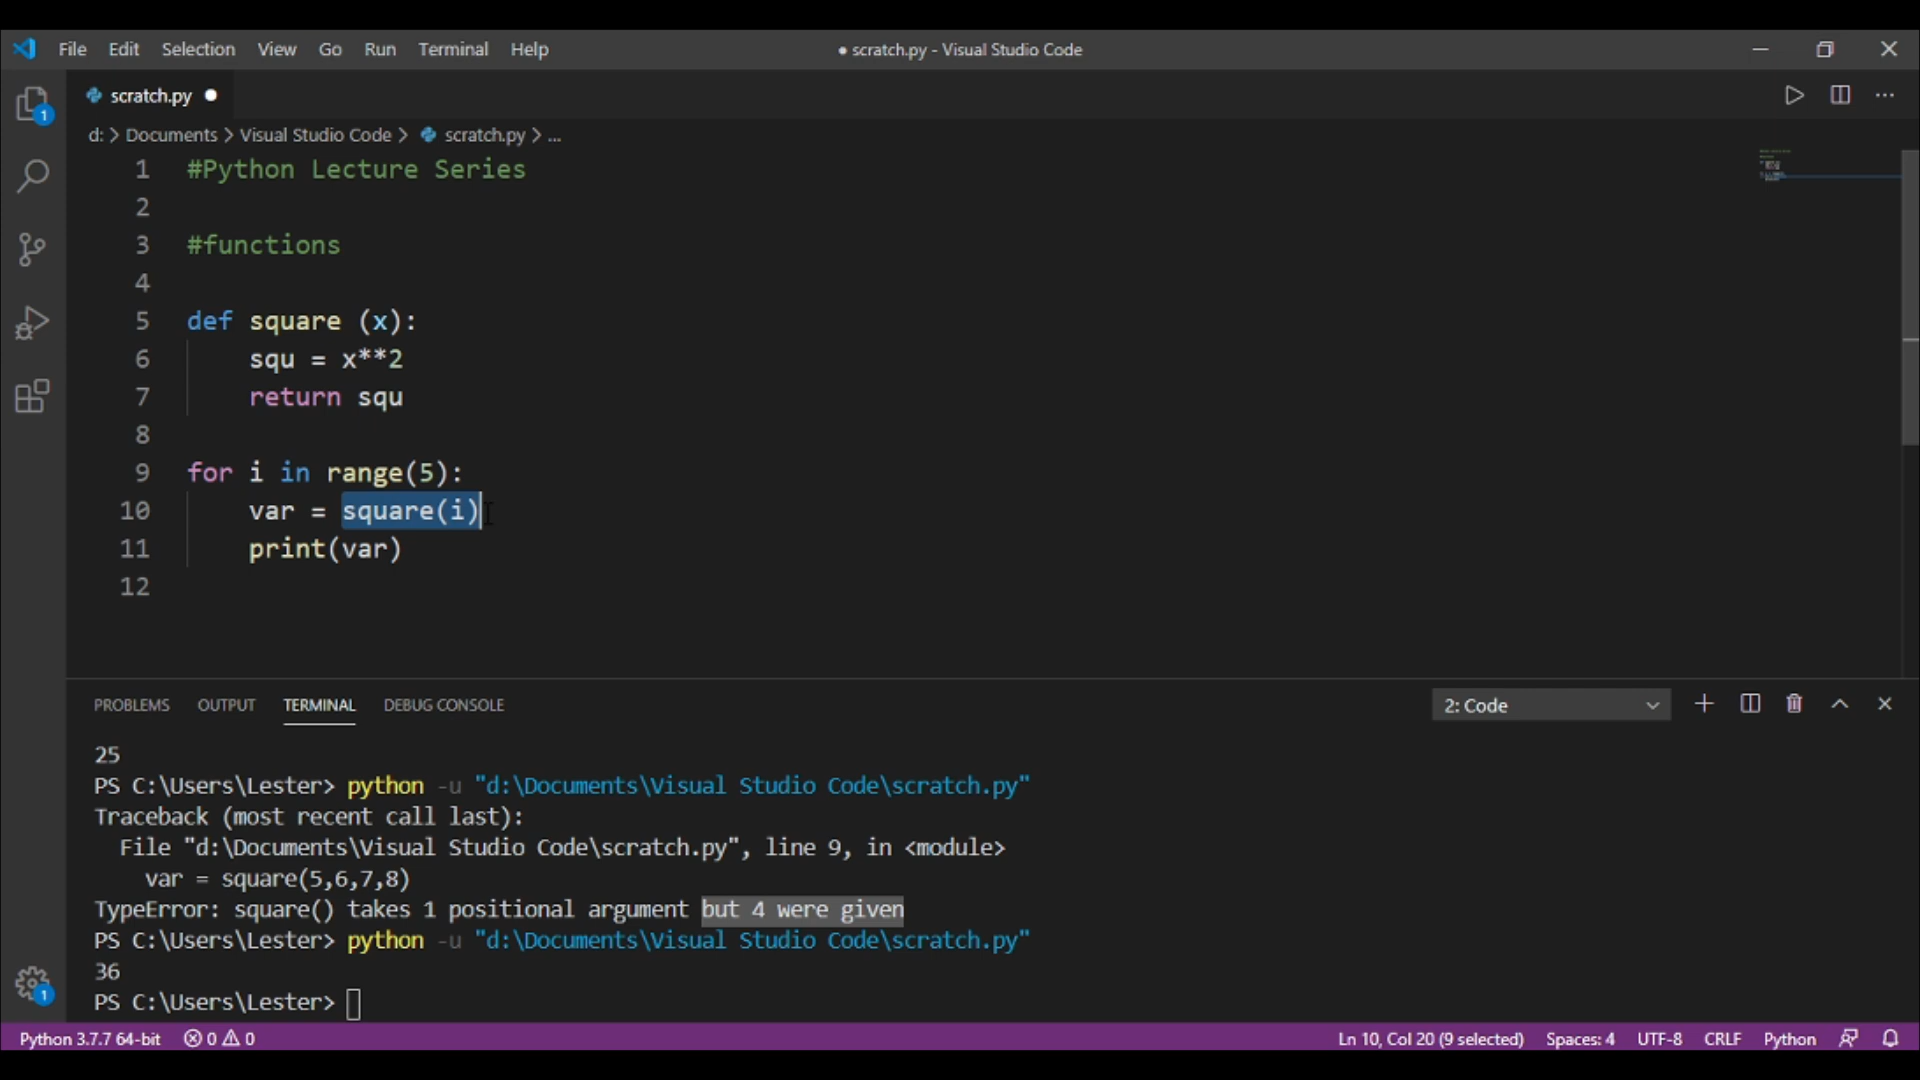 File Edit Selection View Go Run Terminal Help ● scratch.py - Visual Studio Code
1
scratch.py ●
d: > Documents > Visual Studio Code > scratch.py > ...
1 #Python Lecture Series
2
3 #functions
4
5 def square (x):
6 squ = x**2
7 return squ
8
9 for i in range(5):
10 var = square(i)
11 print(var)
12
PROBLEMS OUTPUT TERMINAL DEBUG CONSOLE 2: Code
25
PS C:\Users\Lester> python -u "d:\Documents\Visual Studio Code\scratch.py"
Traceback (most recent call last):
File "d:\Documents\Visual Studio Code\scratch.py", line 9, in <module>
var = square(5,6,7,8)
TypeError: square() takes 1 positional argument but 4 were given
PS C:\Users\Lester> python -u "d:\Documents\Visual Studio Code\scratch.py"
36
PS C:\Users\Lester>
1
Python 3.7.7 64-bit 0 0 Ln 10, Col 20 (9 selected) Spaces: 4 UTF-8 CRLF Python